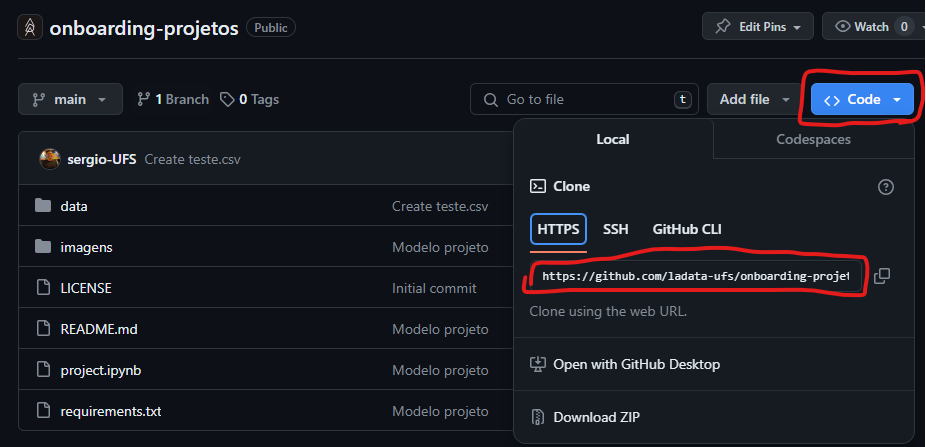 onboarding-projetos Public Edit Pins Watch 0
main 1 Branch 0 Tags Go to file t Add file <> Code
Local Codespaces
sergio-UFS Create teste.csv
Clone
data Create teste.csv
HTTPS SSH GitHub CLI
imagens Modelo projeto
https://github.com/ladata-ufs/onboarding-projet
LICENSE Initial commit
Clone using the web URL.
README.md Modelo projeto
Open with GitHub Desktop
project.ipynb Modelo projeto
requirements.txt Modelo projeto
Download ZIP